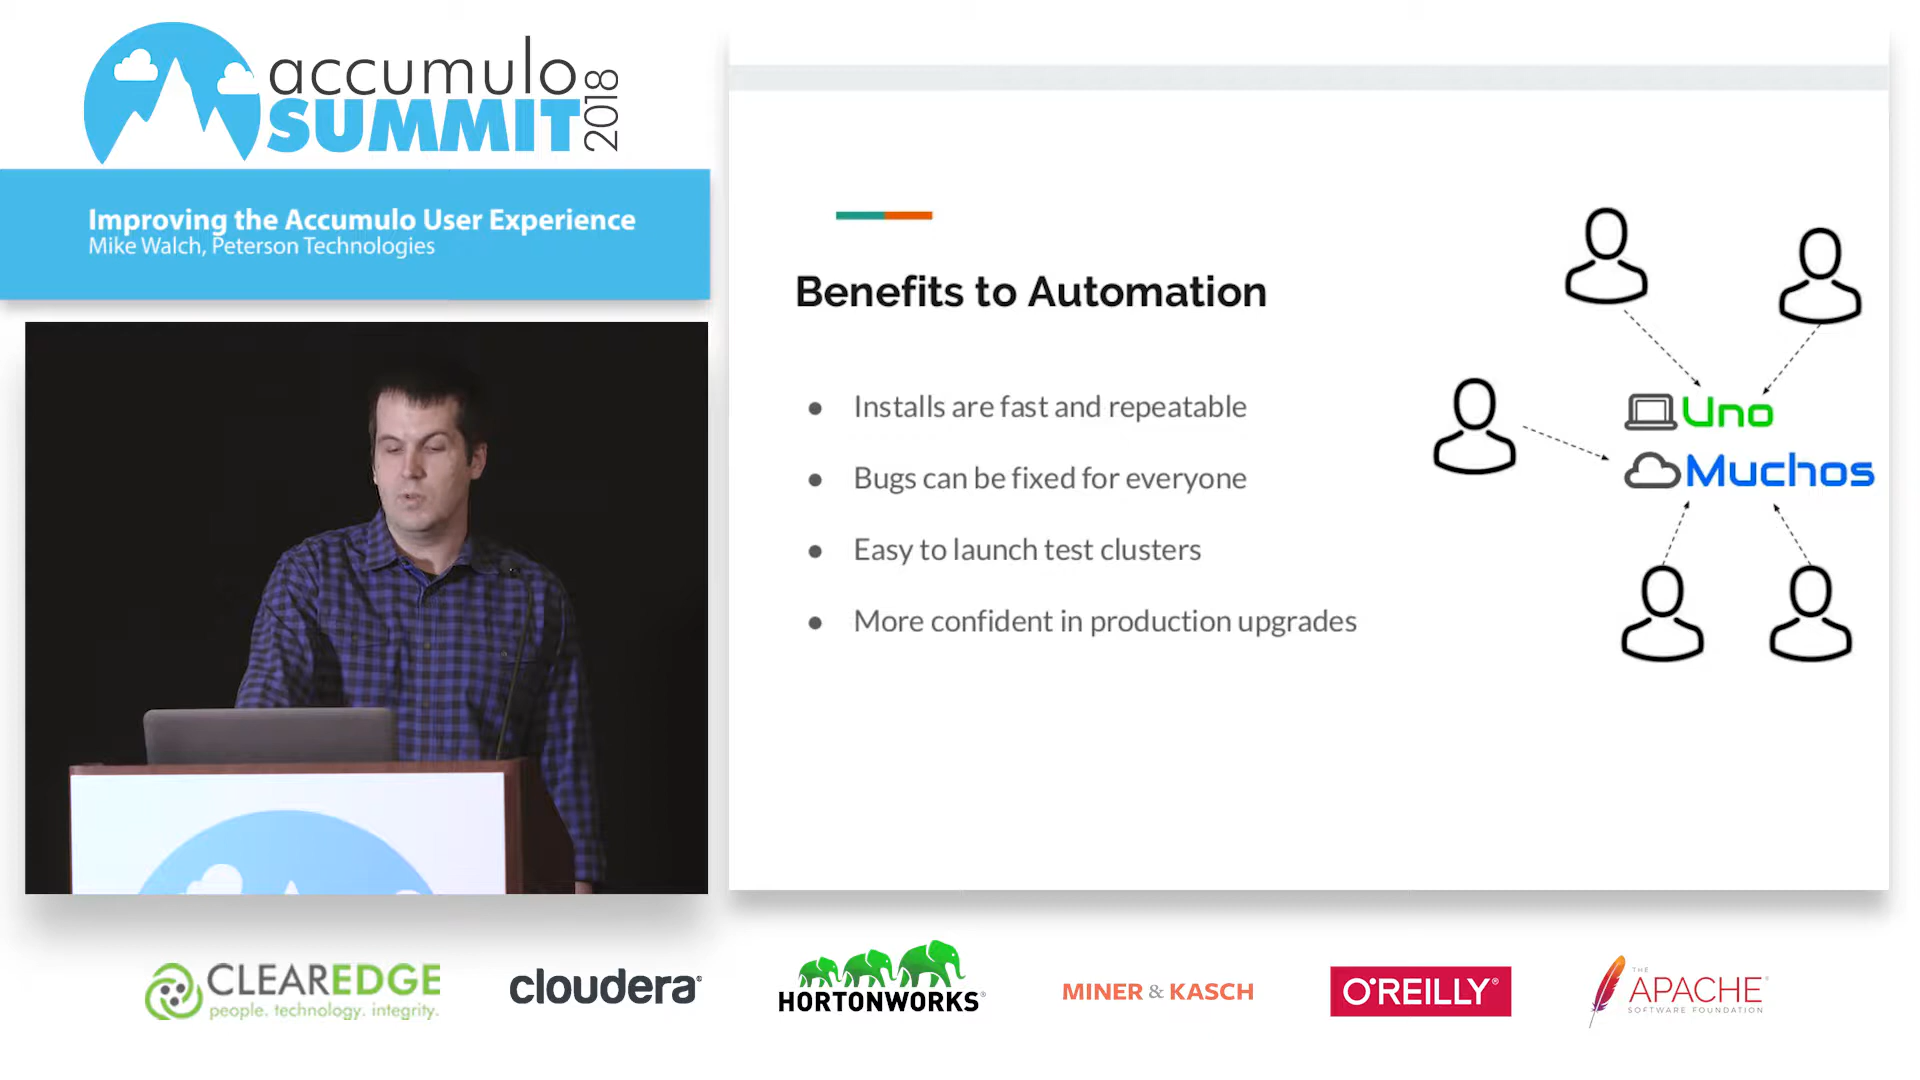 accumulo
SUMMIT 2018
Improving the Accumulo User Experience
Mike Walch, Peterson Technologies
Benefits to Automation
● Installs are fast and repeatable
● Bugs can be fixed for everyone
● Easy to launch test clusters
● More confident in production upgrades
Uno
Muchos
CLEAREDGE
people. technology. integrity.
cloudera®
HORTONWORKS®
MINER & KASCH
O'REILLY®
THE
APACHE®
SOFTWARE FOUNDATION